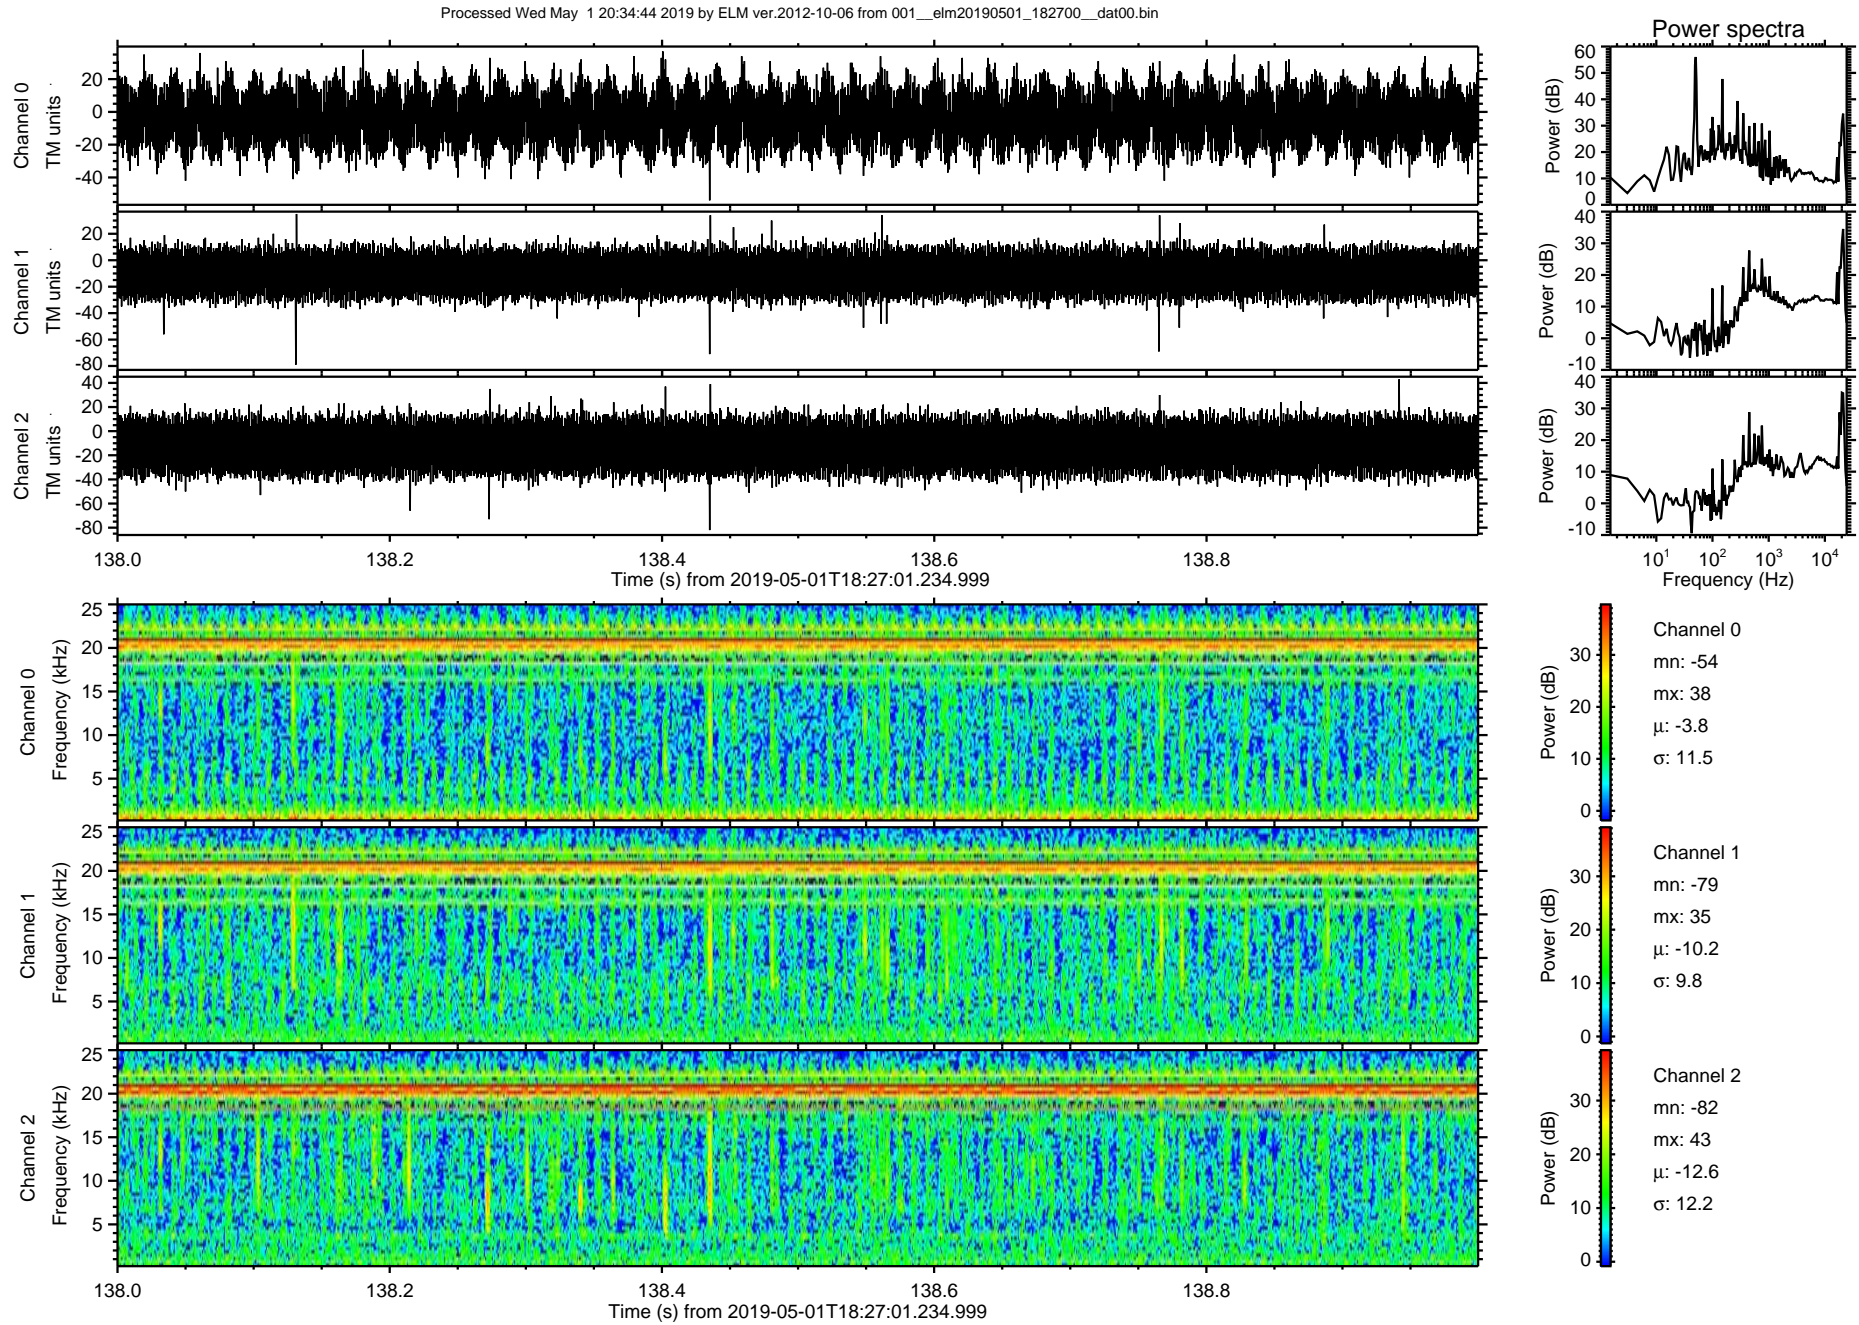 Processed Wed May  1 20:34:44 2019 by ELM ver.2012-10-06 from 001__elm20190501_182700__dat00.bin
Power spectra
Channel 0
TM units
20
0
-20
-40
Power (dB)
60
50
40
30
20
10
0
Channel 1
TM units
20
0
-20
-40
-60
-80
Power (dB)
40
30
20
10
0
-10
Channel 2
TM units
40
20
0
-20
-40
-60
-80
Power (dB)
40
30
20
10
0
-10
138.0 138.2 138.4 138.6 138.8
Time (s) from 2019-05-01T18:27:01.234.999
10^1 10^2 10^3 10^4
Frequency (Hz)
Channel 0
Frequency (kHz)
25
20
15
10
5
Power (dB)
30
20
10
0
Channel 0
mn: -54
mx: 38
µ: -3.8
σ: 11.5
Channel 1
Frequency (kHz)
25
20
15
10
5
Power (dB)
30
20
10
0
Channel 1
mn: -79
mx: 35
µ: -10.2
σ: 9.8
Channel 2
Frequency (kHz)
25
20
15
10
5
Power (dB)
30
20
10
0
Channel 2
mn: -82
mx: 43
µ: -12.6
σ: 12.2
138.0 138.2 138.4 138.6 138.8
Time (s) from 2019-05-01T18:27:01.234.999